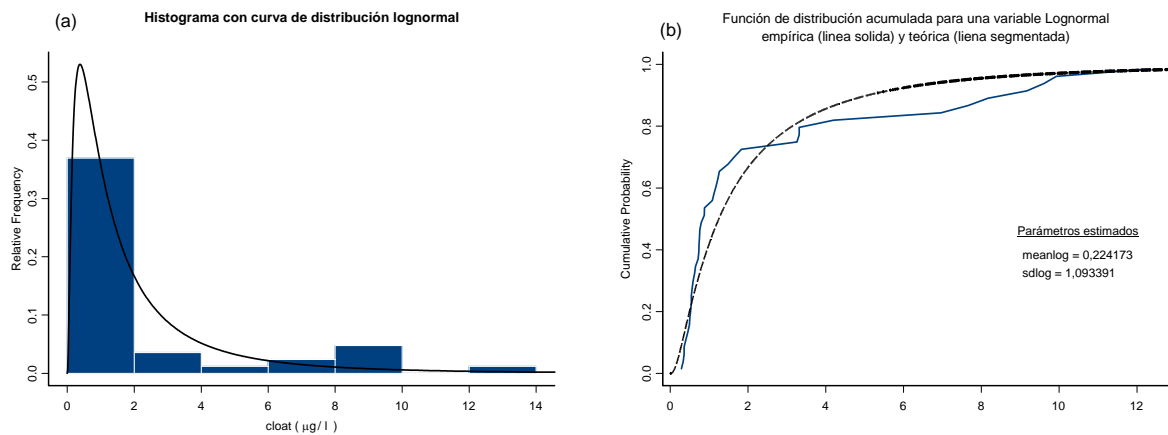 (a)
Histograma con curva de distribución lognormal
Relative Frequency
0.5
0.4
0.3
0.2
0.1
0.0
0 2 4 6 8 10 12 14
cloat ( μg/ l )
(b)
Función de distribución acumulada para una variable Lognormal
empírica (linea solida) y teórica (liena segmentada)
Cumulative Probability
1.0
0.8
0.6
0.4
0.2
0.0
Parámetros estimados
meanlog = 0,224173
sdlog = 1,093391
0 2 4 6 8 10 12